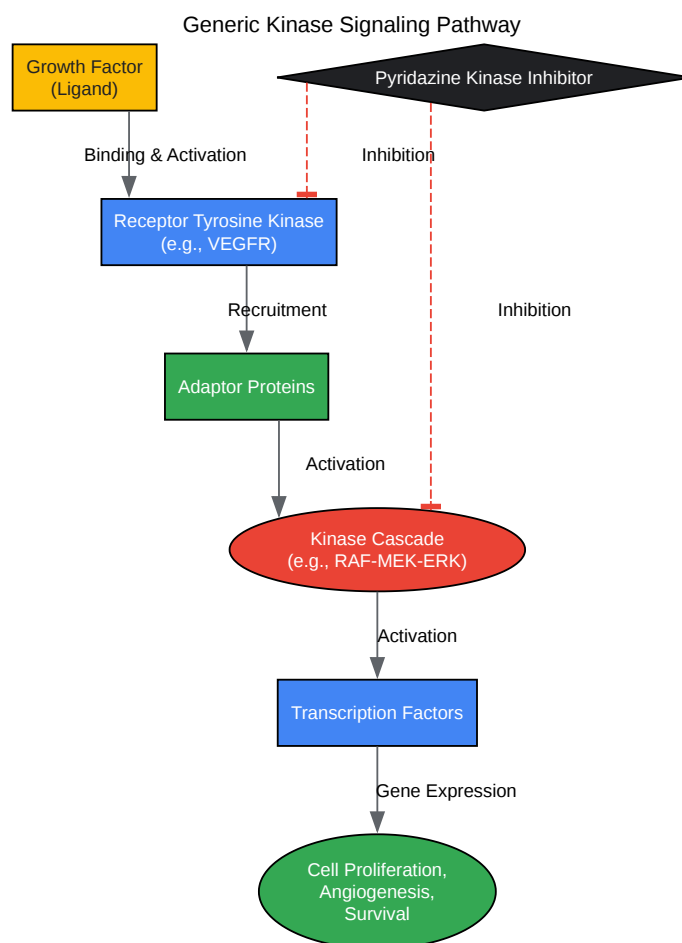 Generic Kinase Signaling Pathway
Growth Factor
(Ligand)
Pyridazine Kinase Inhibitor
Binding & Activation
Inhibition
Receptor Tyrosine Kinase
(e.g., VEGFR)
Recruitment
Inhibition
Adaptor Proteins
Activation
Kinase Cascade
(e.g., RAF-MEK-ERK)
Activation
Transcription Factors
Gene Expression
Cell Proliferation,
Angiogenesis,
Survival